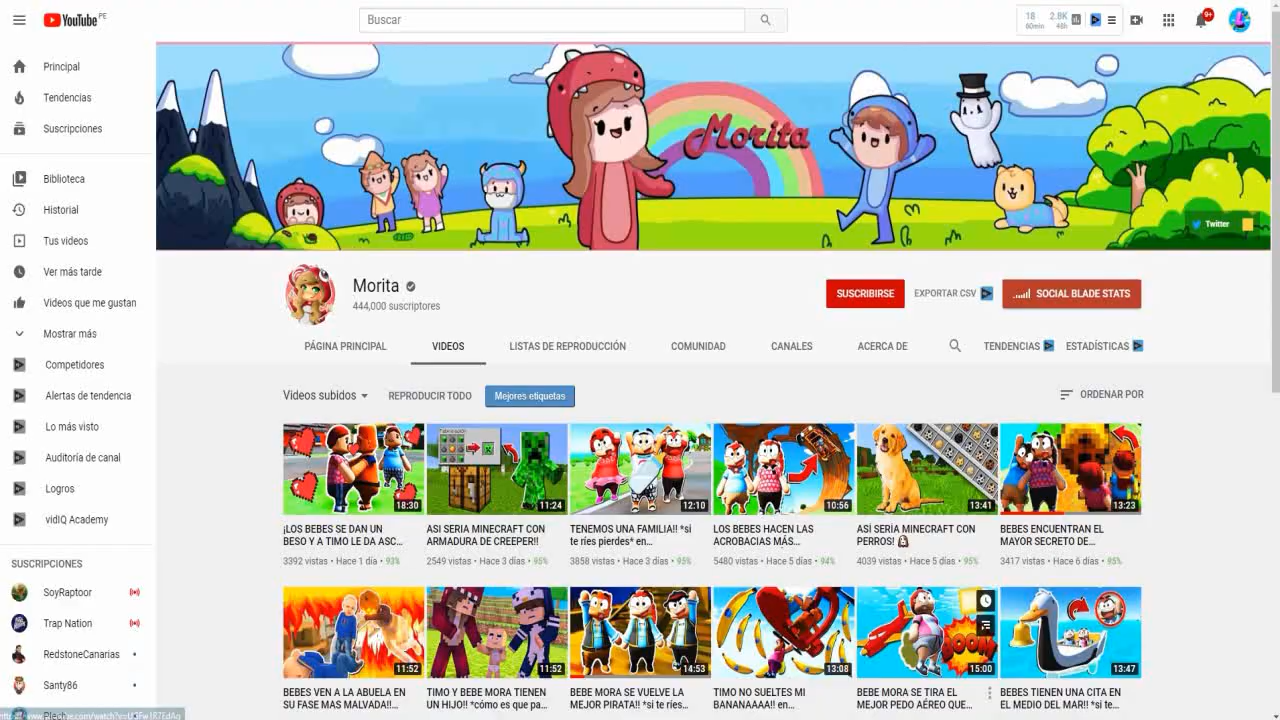 YouTube PE
Buscar
18 60min 2.8K 48h
9+
Principal
Tendencias
Suscripciones
Biblioteca
Historial
Tus videos
Ver más tarde
Videos que me gustan
Mostrar más
Competidores
Alertas de tendencia
Lo más visto
Auditoría de canal
Logros
vidIQ Academy
SUSCRIPCIONES
SoyRaptoor
Trap Nation
RedstoneCanarias
Santy86
Morita
Twitter
Morita
444,000 suscriptores
SUSCRIBIRSE
EXPORTAR CSV
SOCIAL BLADE STATS
PÁGINA PRINCIPAL VIDEOS LISTAS DE REPRODUCCIÓN COMUNIDAD CANALES ACERCA DE TENDENCIAS ESTADÍSTICAS
Videos subidos REPRODUCIR TODO Mejores etiquetas ORDENAR POR
18:30
¡LOS BEBES SE DAN UN
BESO Y A TIMO LE DA ASC...
3392 vistas • Hace 1 día • 93%
11:24
ASI SERIA MINECRAFT CON
ARMADURA DE CREEPER!!
2549 vistas • Hace 3 días • 95%
12:10
TENEMOS UNA FAMILIA!! *si
te ríes pierdes* en...
3858 vistas • Hace 3 días • 95%
10:56
LOS BEBES HACEN LAS
ACROBACIAS MÁS...
5480 vistas • Hace 5 días • 94%
13:41
ASÍ SERÍA MINECRAFT CON
PERROS!
4039 vistas • Hace 5 días • 95%
13:23
BEBES ENCUENTRAN EL
MAYOR SECRETO DE...
3417 vistas • Hace 6 días • 95%
11:52
BEBES VEN A LA ABUELA EN
SU FASE MAS MALVADA!!...
11:52
TIMO Y BEBE MORA TIENEN
UN HIJO!! *cómo es que pa...
14:53
BEBE MORA SE VUELVE LA
MEJOR PIRATA!! *si te ries...
13:08
TIMO NO SUELTES MI
BANANAAAA!! en...
BOOM
15:00
BEBE MORA SE TIRA EL
MEJOR PEDO AÉREO QUE...
13:47
BEBES TIENEN UNA CITA EN
EL MEDIO DEL MAR!! *si te...